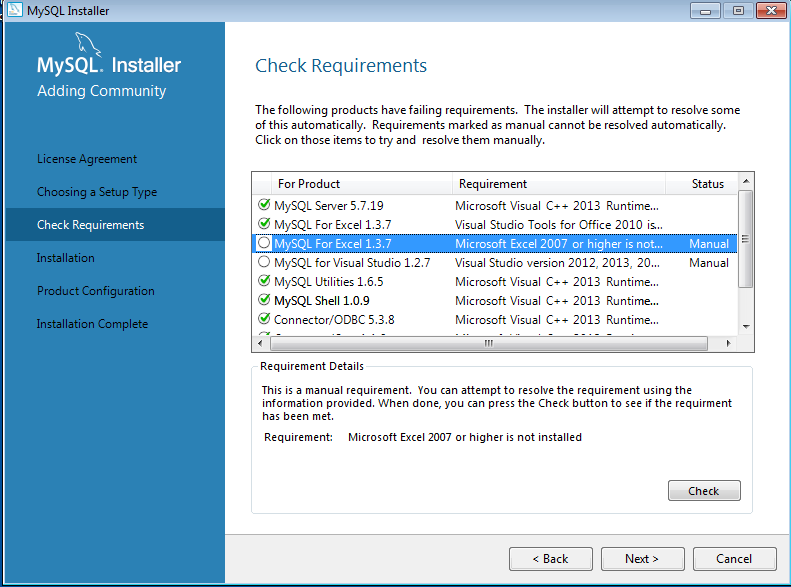 MySQL Installer
MySQL. Installer
Adding Community
License Agreement
Choosing a Setup Type
Check Requirements
Installation
Product Configuration
Installation Complete
Check Requirements
The following products have failing requirements. The installer will attempt to resolve some
of this automatically. Requirements marked as manual cannot be resolved automatically.
Click on those items to try and resolve them manually.
For Product Requirement Status
MySQL Server 5.7.19 Microsoft Visual C++ 2013 Runtime...
MySQL For Excel 1.3.7 Visual Studio Tools for Office 2010 is...
MySQL For Excel 1.3.7 Microsoft Excel 2007 or higher is not... Manual
MySQL for Visual Studio 1.2.7 Visual Studio version 2012, 2013, 20... Manual
MySQL Utilities 1.6.5 Microsoft Visual C++ 2013 Runtime...
MySQL Shell 1.0.9 Microsoft Visual C++ 2013 Runtime...
Connector/ODBC 5.3.8 Microsoft Visual C++ 2013 Runtime...
Requirement Details
This is a manual requirement. You can attempt to resolve the requirement using the
information provided. When done, you can press the Check button to see if the requirment
has been met.
Requirement: Microsoft Excel 2007 or higher is not installed
Check
< Back Next > Cancel